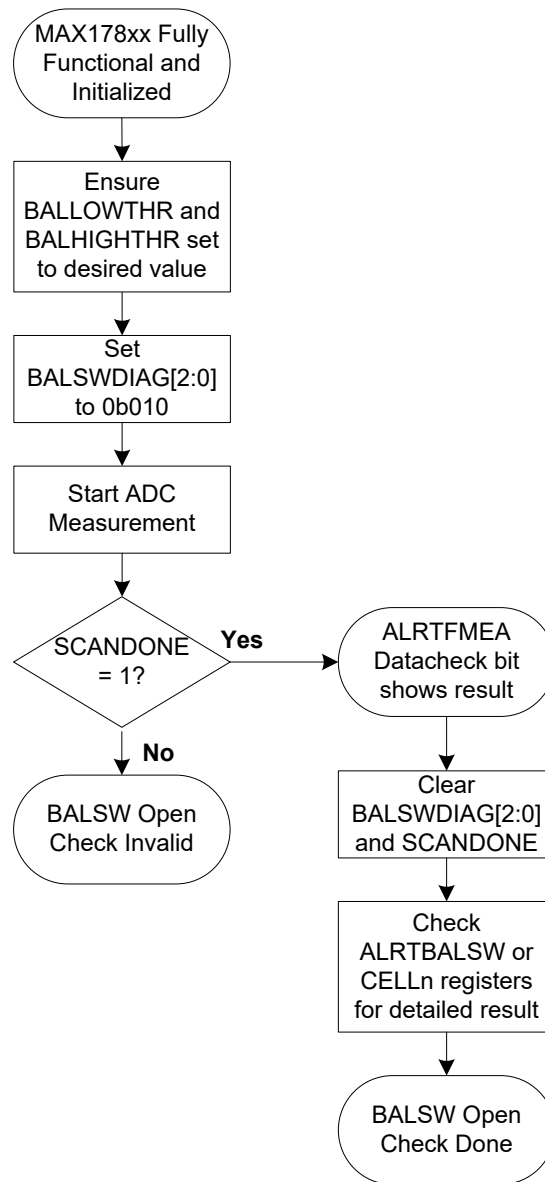 MAX178xx Fully
Functional and
Initialized
Ensure
BALLOWTHR and
BALHIGHTHR set
to desired value
Set
BALSWDIAG[2:0]
to 0b010
Start ADC
Measurement
SCANDONE
= 1?
Yes
No
BALSW Open
Check Invalid
ALRTFMEA
Datacheck bit
shows result
Clear
BALSWDIAG[2:0]
and SCANDONE
Check
ALRTBALSW or
CELLn registers
for detailed result
BALSW Open
Check Done